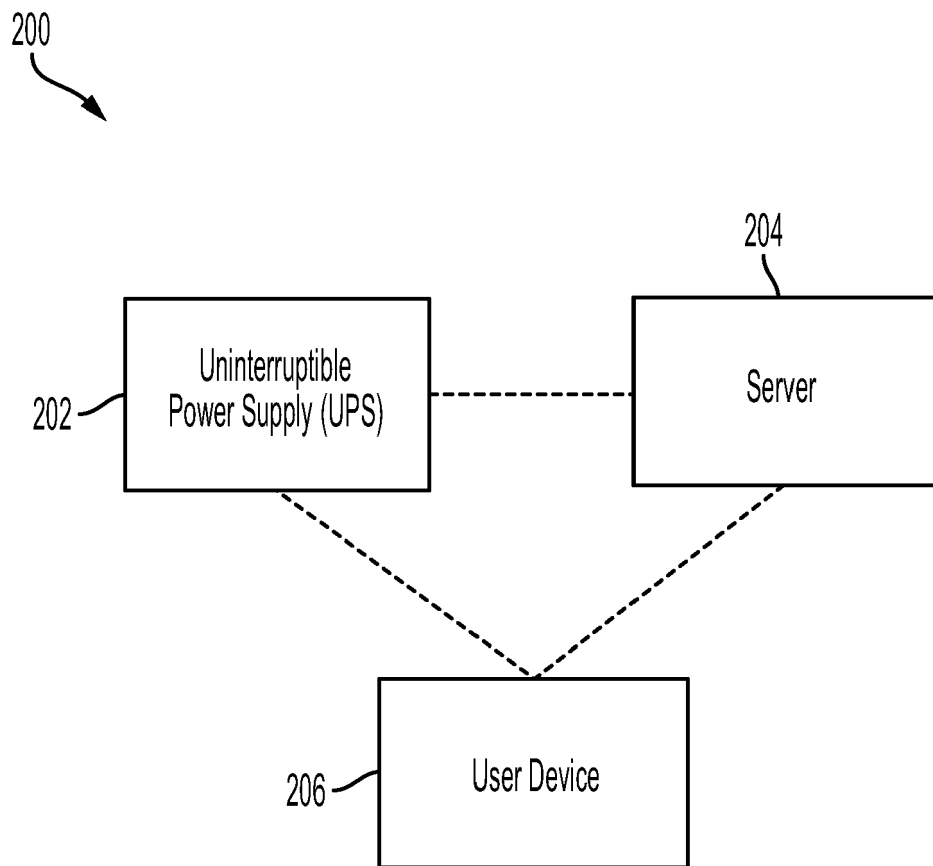 200
204
Uninterruptible
Power Supply (UPS)
Server
202
User Device
206